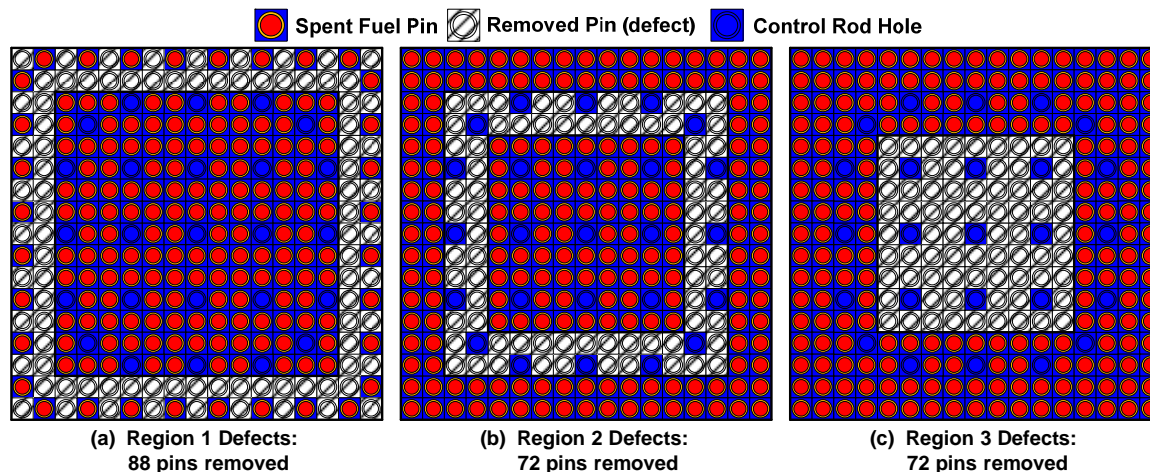 Spent Fuel Pin Removed Pin (defect) Control Rod Hole
(a) Region 1 Defects: (b) Region 2 Defects: (c) Region 3 Defects:
88 pins removed 72 pins removed 72 pins removed